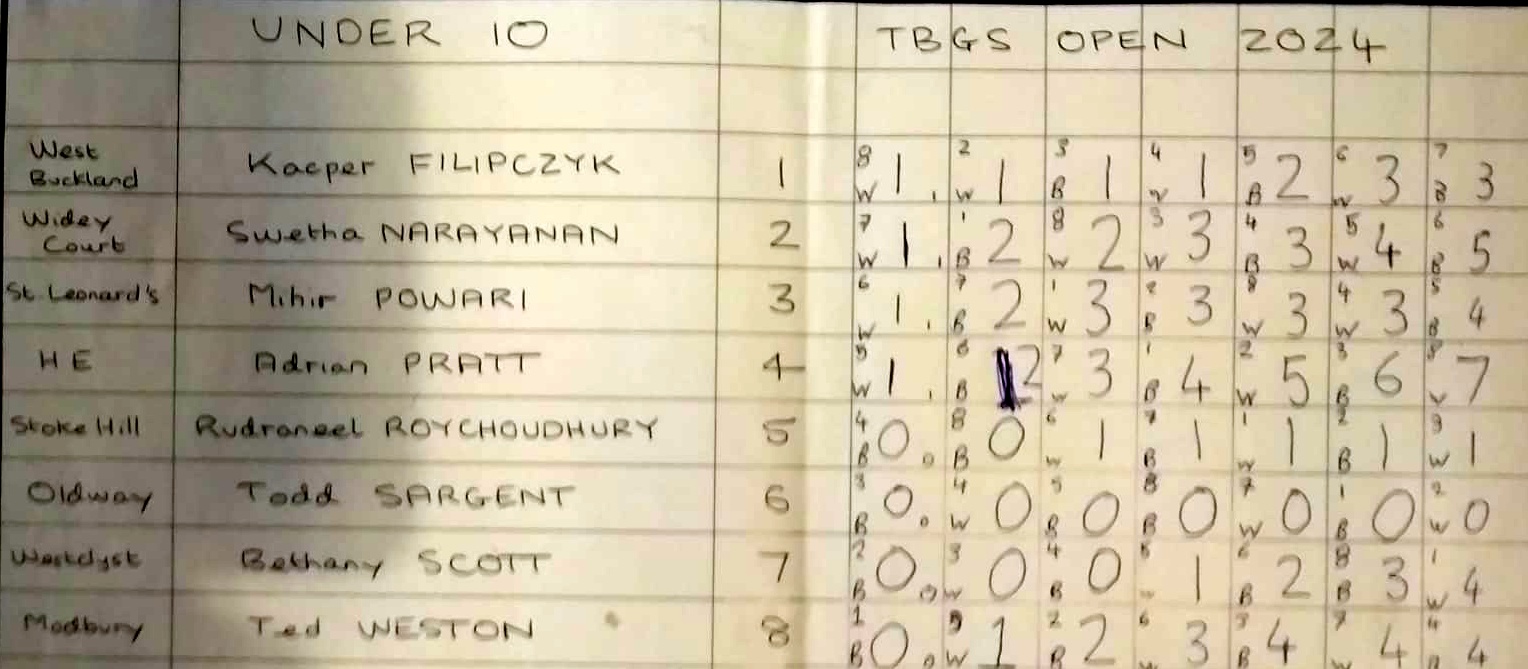 UNDER 10 TBGS OPEN 2024
West Buckland Kacper FILIPCZYK 1 8 W 1. 2 W 1 3 B 1 4 W 1 5 B 2 6 W 3 7 B 3
Widey Court Swetha NARAYANAN 2 7 W 1. 1 B 2 8 W 2 3 W 3 4 B 3 5 W 4 6 B 5
St. Leonard's Mihir POWARI 3 6 W 1. 7 B 2 1 W 3 2 B 3 8 W 3 4 W 3 5 B 4
HE Adrian PRATT 4 5 W 1. 6 B 2 7 W 3 1 B 4 2 W 5 3 B 6 8 W 7
Stoke Hill Rudraneel ROYCHOUDHURY 5 4 B 0. 8 B 0 6 W 1 7 B 1 1 W 1 2 B 1 3 W 1
Oldway Todd SARGENT 6 3 B 0. 4 W 0 5 B 0 8 B 0 7 W 0 1 B 0 2 W 0
Westclyst Bethany SCOTT 7 2 B 0. 3 W 0 4 B 0 5 1 6 B 2 8 B 3 1 W 4
Modbury Ted WESTON 8 1 B 0. 5 W 1 2 B 2 6 W 3 3 B 4 7 4 4 B 4